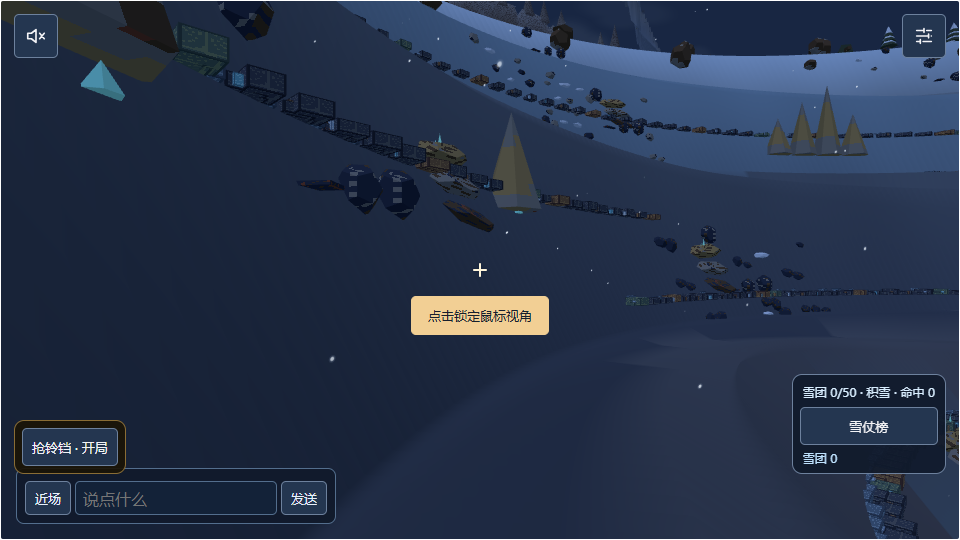 点击锁定鼠标视角
雪团 0/50 · 积雪 · 命中 0
雪仗榜
雪团 0
抢铃铛 · 开局
近场
说点什么
发送